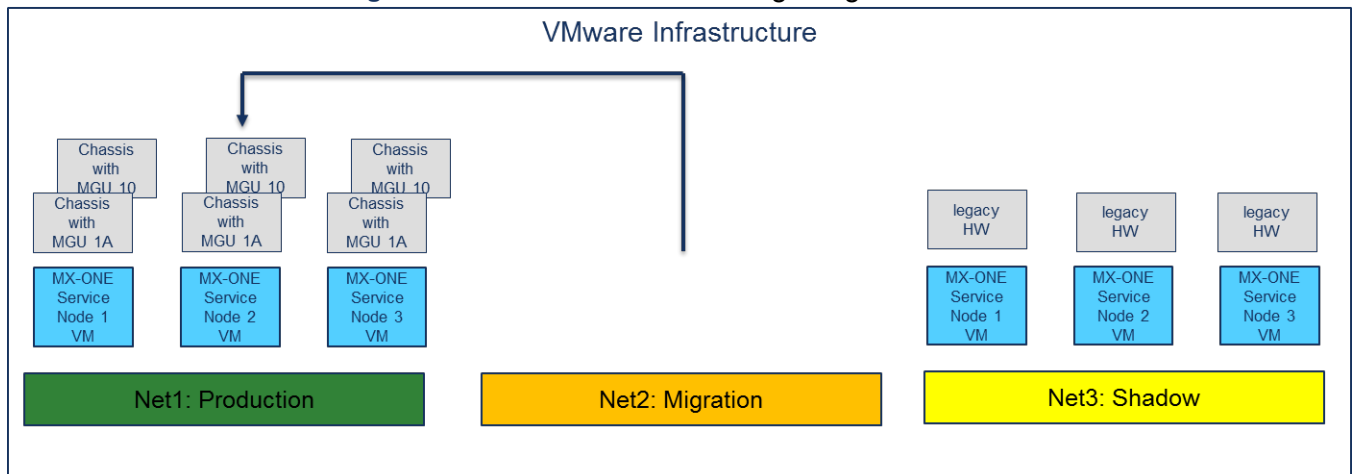 VMware Infrastructure
Chassis
with
MGU 10
Chassis
with
MGU 10
Chassis
with
MGU 10
Chassis
with
MGU 1A
Chassis
with
MGU 1A
Chassis
with
MGU 1A
legacy
HW
legacy
HW
legacy
HW
MX-ONE
Service
Node 1
VM
MX-ONE
Service
Node 2
VM
MX-ONE
Service
Node 3
VM
MX-ONE
Service
Node 1
VM
MX-ONE
Service
Node 2
VM
MX-ONE
Service
Node 3
VM
Net1: Production
Net2: Migration
Net3: Shadow